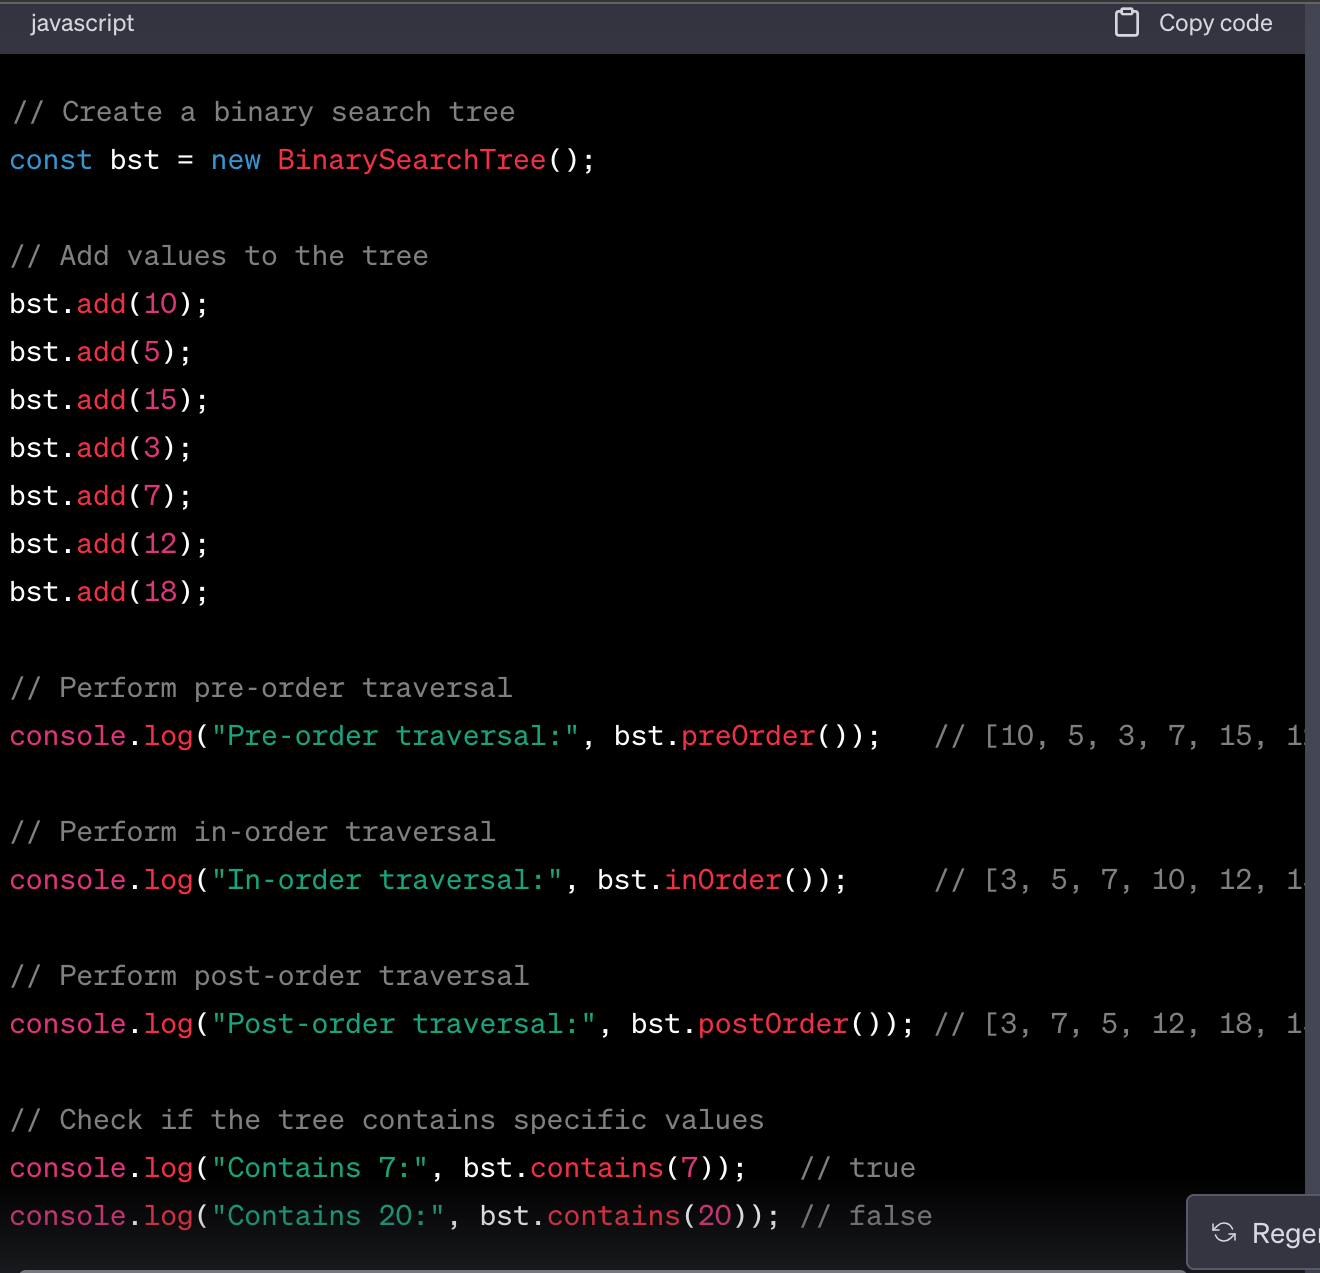 javascript Copy code
// Create a binary search tree
const bst = new BinarySearchTree();
// Add values to the tree
bst.add(10);
bst.add(5);
bst.add(15);
bst.add(3);
bst.add(7);
bst.add(12);
bst.add(18);
// Perform pre-order traversal
console.log("Pre-order traversal:", bst.preOrder()); // [10, 5, 3, 7, 15, 1
// Perform in-order traversal
console.log("In-order traversal:", bst.inOrder()); // [3, 5, 7, 10, 12, 1
// Perform post-order traversal
console.log("Post-order traversal:", bst.postOrder()); // [3, 7, 5, 12, 18, 1
// Check if the tree contains specific values
console.log("Contains 7:", bst.contains(7)); // true
console.log("Contains 20:", bst.contains(20)); // false
Rege